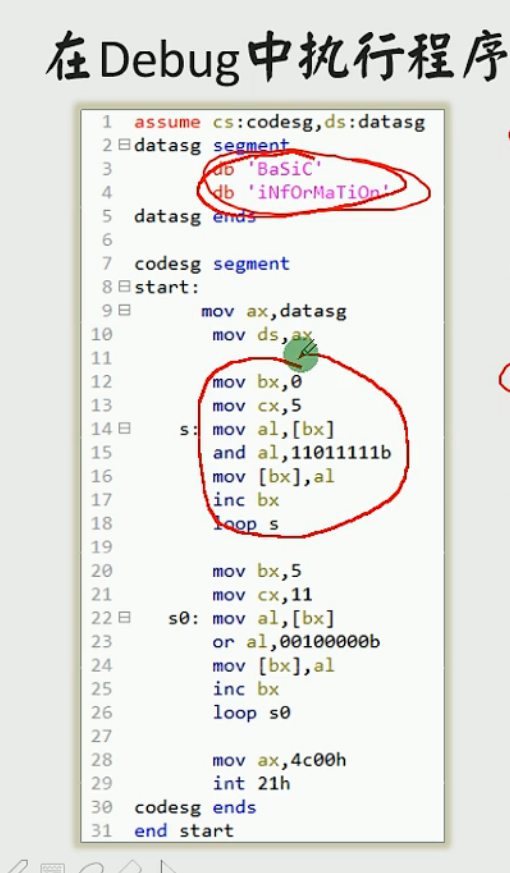 在Debug中执行程序
1 assume cs:codesg,ds:datasg
2 datasg segment
3 db 'BaSiC'
4 db 'iNfOrMaTiOn'
5 datasg ends
6
7 codesg segment
8 start:
9 mov ax,datasg
10 mov ds,ax
11
12 mov bx,0
13 mov cx,5
14 s: mov al,[bx]
15 and al,11011111b
16 mov [bx],al
17 inc bx
18 loop s
19
20 mov bx,5
21 mov cx,11
22 s0: mov al,[bx]
23 or al,00100000b
24 mov [bx],al
25 inc bx
26 loop s0
27
28 mov ax,4c00h
29 int 21h
30 codesg ends
31 end start